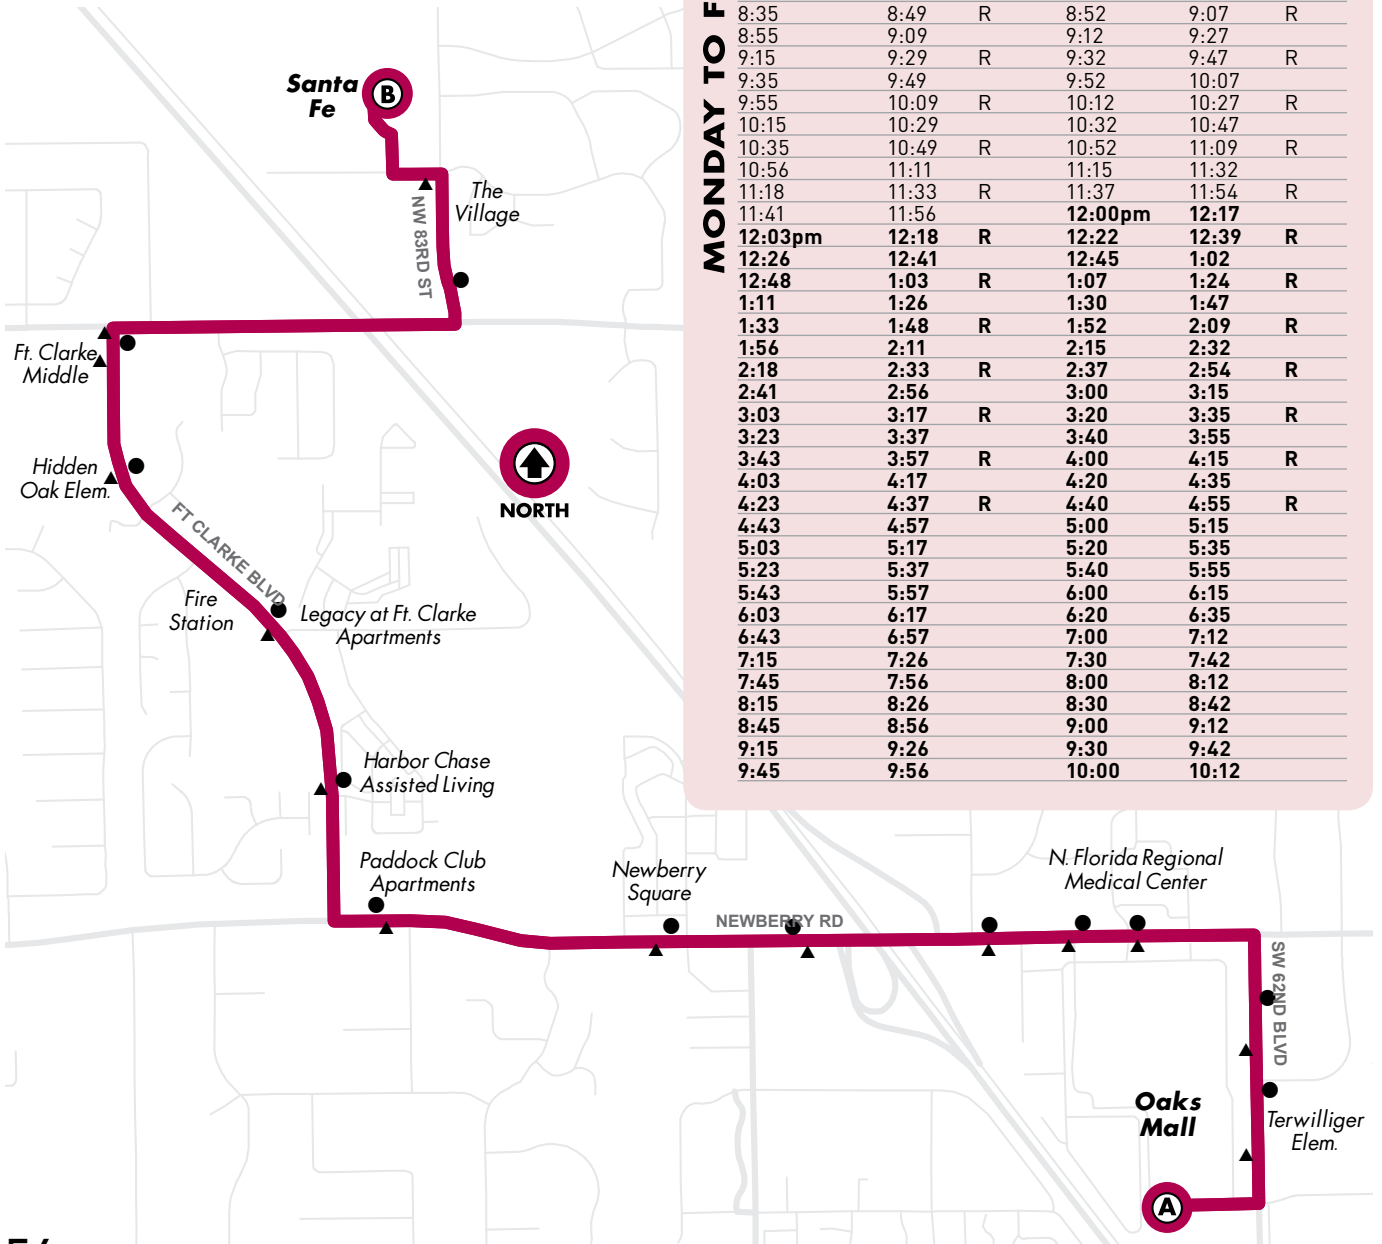 MONDAY TO F
8:35 8:49 R 8:52 9:07 R
8:55 9:09 9:12 9:27
9:15 9:29 R 9:32 9:47 R
9:35 9:49 9:52 10:07
9:55 10:09 R 10:12 10:27 R
10:15 10:29 10:32 10:47
10:35 10:49 R 10:52 11:09 R
10:56 11:11 11:15 11:32
11:18 11:33 R 11:37 11:54 R
11:41 11:56 12:00pm 12:17
12:03pm 12:18 R 12:22 12:39 R
12:26 12:41 12:45 1:02
12:48 1:03 R 1:07 1:24 R
1:11 1:26 1:30 1:47
1:33 1:48 R 1:52 2:09 R
1:56 2:11 2:15 2:32
2:18 2:33 R 2:37 2:54 R
2:41 2:56 3:00 3:15
3:03 3:17 R 3:20 3:35 R
3:23 3:37 3:40 3:55
3:43 3:57 R 4:00 4:15 R
4:03 4:17 4:20 4:35
4:23 4:37 R 4:40 4:55 R
4:43 4:57 5:00 5:15
5:03 5:17 5:20 5:35
5:23 5:37 5:40 5:55
5:43 5:57 6:00 6:15
6:03 6:17 6:20 6:35
6:43 6:57 7:00 7:12
7:15 7:26 7:30 7:42
7:45 7:56 8:00 8:12
8:15 8:26 8:30 8:42
8:45 8:56 9:00 9:12
9:15 9:26 9:30 9:42
9:45 9:56 10:00 10:12
Santa
Fe
B
The
Village
NW 83RD ST
Ft. Clarke
Middle
Hidden
Oak Elem.
NORTH
FT CLARKE BLVD
Fire
Station
Legacy at Ft. Clarke
Apartments
Harbor Chase
Assisted Living
Paddock Club
Apartments
Newberry
Square
NEWBERRY RD
N. Florida Regional
Medical Center
SW 62ND BLVD
Oaks
Mall
Terwilliger
Elem.
A